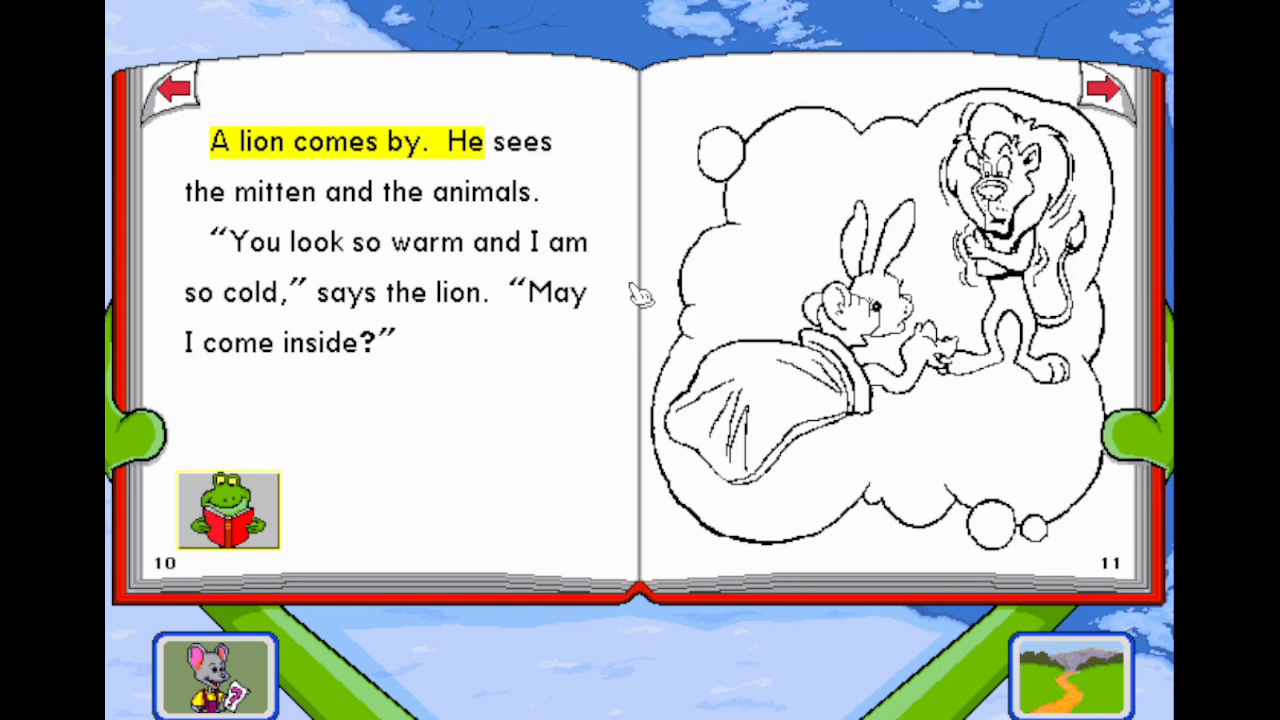 A lion comes by. He sees
the mitten and the animals.
“You look so warm and I am
so cold,” says the lion. “May
I come inside?”
10
11
?